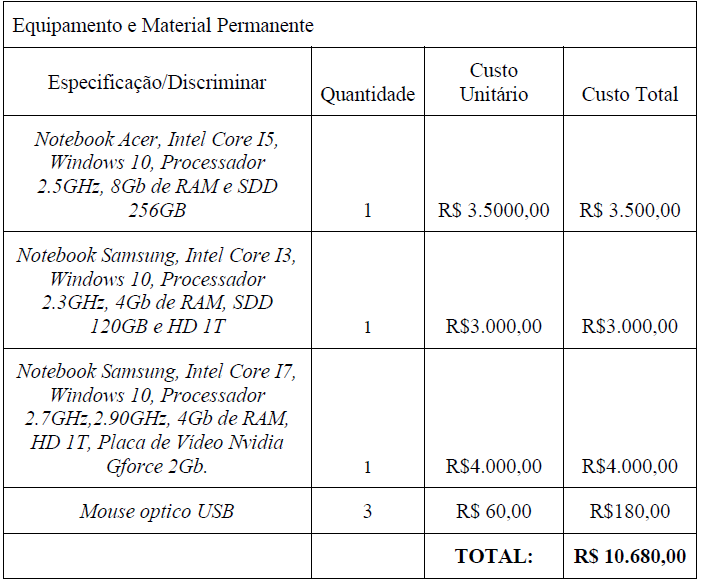 Equipamento e Material Permanente
Especificação/Discriminar
Quantidade
Custo
Unitário
Custo Total
Notebook Acer, Intel Core I5,
Windows 10, Processador
2.5GHz, 8Gb de RAM e SDD
256GB
1
R$ 3.5000,00
R$ 3.500,00
Notebook Samsung, Intel Core I3,
Windows 10, Processador
2.3GHz, 4Gb de RAM, SDD
120GB e HD 1T
1
R$3.000,00
R$3.000,00
Notebook Samsung, Intel Core I7,
Windows 10, Processador
2.7GHz,2.90GHz, 4Gb de RAM,
HD 1T, Placa de Vídeo Nvidia
Gforce 2Gb.
1
R$4.000,00
R$4.000,00
Mouse optico USB
3
R$ 60,00
R$180,00
TOTAL:
R$ 10.680,00